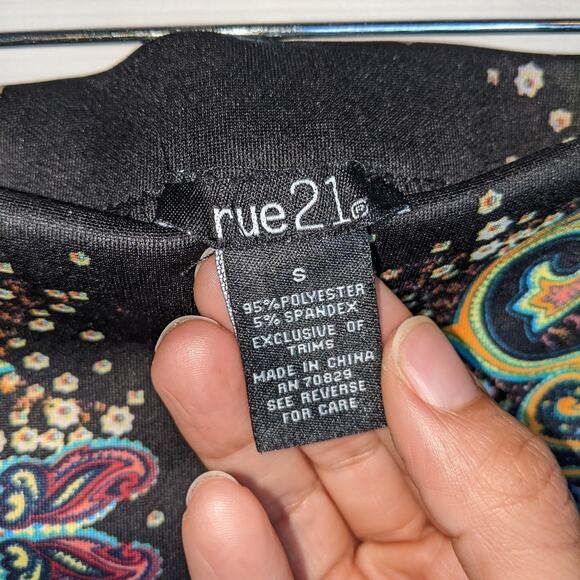 rue21®
S
95% POLYESTER
5% SPANDEX
EXCLUSIVE OF
TRIMS
MADE IN CHINA
RN 70829
SEE REVERSE
FOR CARE